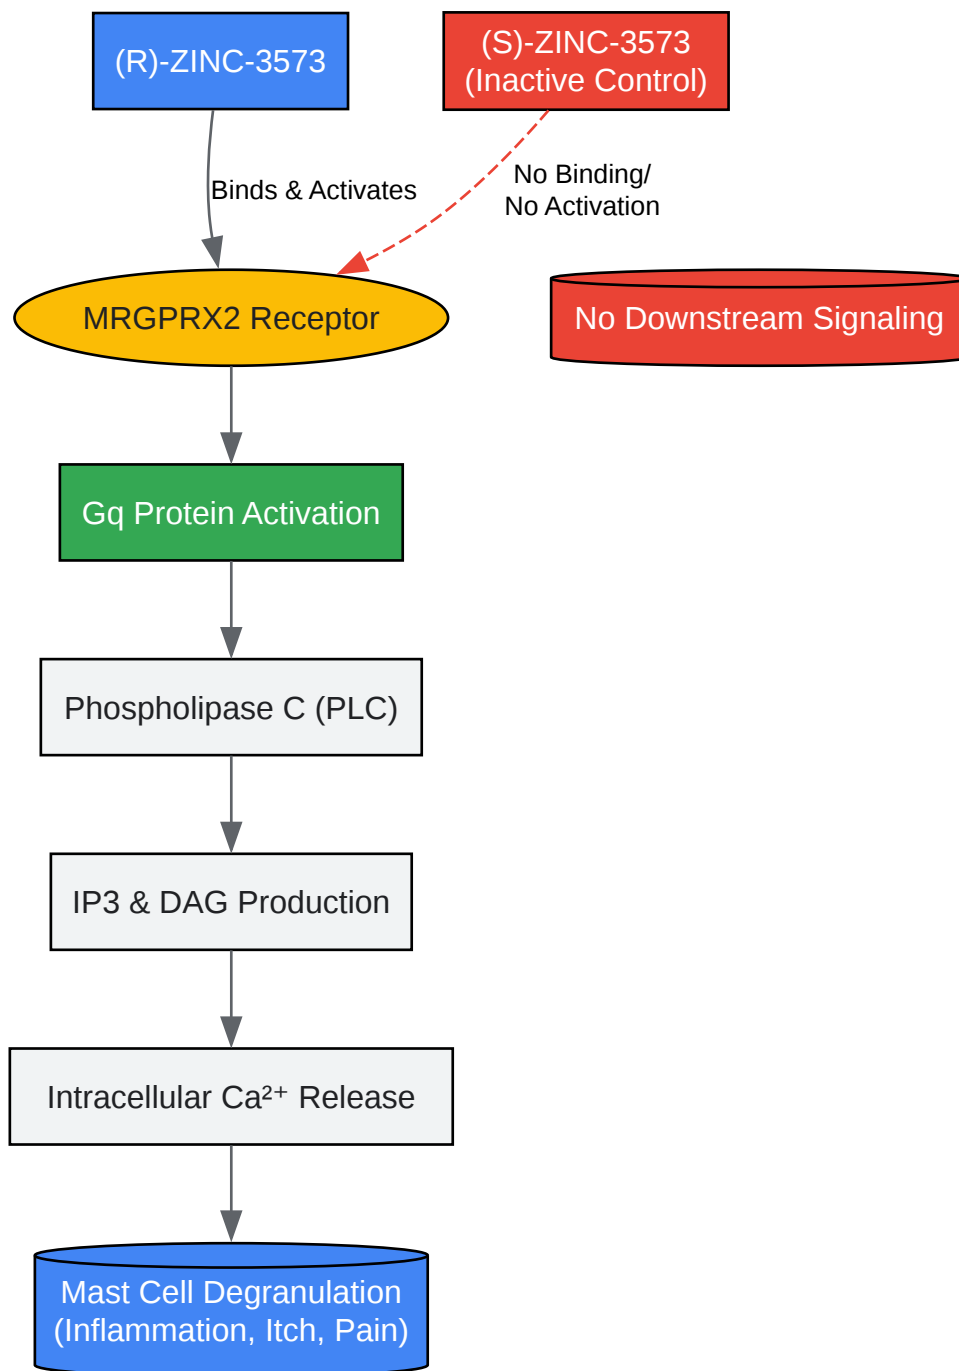 (R)-ZINC-3573
(S)-ZINC-3573
(Inactive Control)
Binds & Activates
No Binding/
No Activation
MRGPRX2 Receptor
No Downstream Signaling
Gq Protein Activation
Phospholipase C (PLC)
IP3 & DAG Production
Intracellular Ca²⁺ Release
Mast Cell Degranulation
(Inflammation, Itch, Pain)